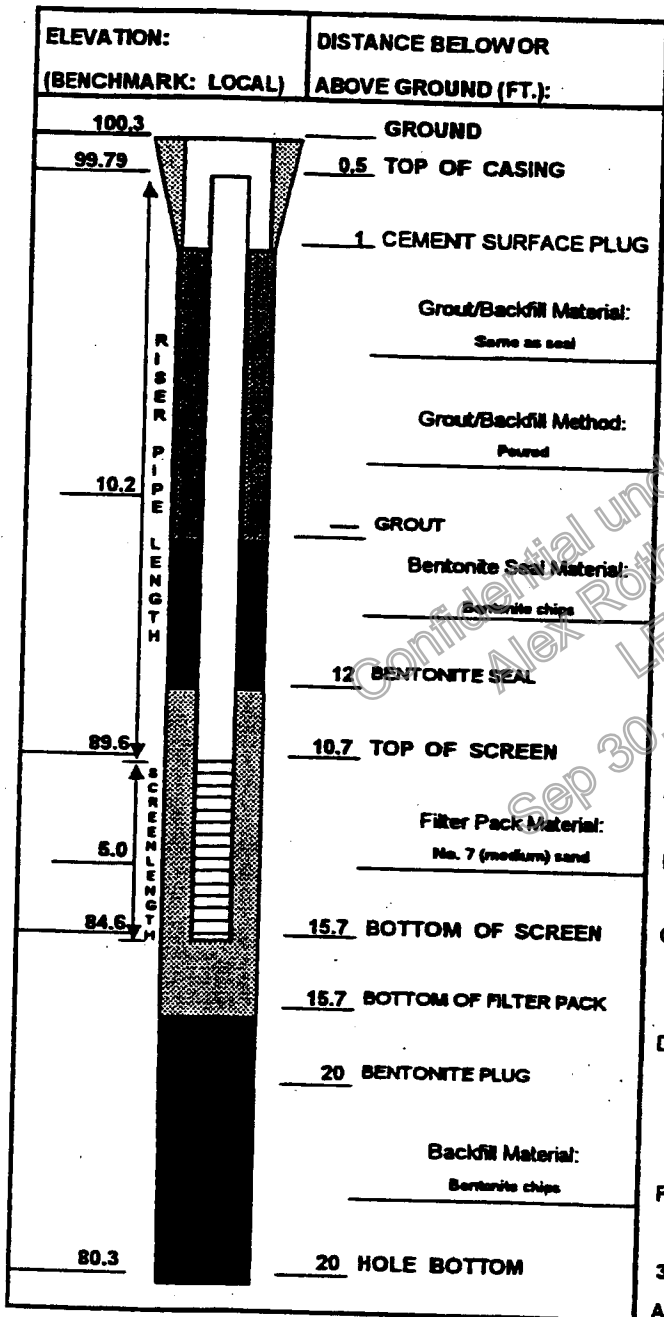 ELEVATION:
(BENCHMARK: LOCAL)
DISTANCE BELOW OR
ABOVE GROUND (FT.):
100.3 GROUND
99.79 0.5 TOP OF CASING
1 CEMENT SURFACE PLUG
Grout/Backfill Material:
Same as seal
Grout/Backfill Method:
Poured
RISER PIPE LENGTH
10.2
— GROUT
Bentonite Seal Material:
Bentonite chips
12 BENTONITE SEAL
89.6 10.7 TOP OF SCREEN
SCREEN LENGTH
Filter Pack Material:
No. 7 (medium) sand
5.0
84.6 15.7 BOTTOM OF SCREEN
15.7 BOTTOM OF FILTER PACK
20 BENTONITE PLUG
Backfill Material:
Bentonite chips
80.3 20 HOLE BOTTOM
Confidential
Alex
Sep 30,